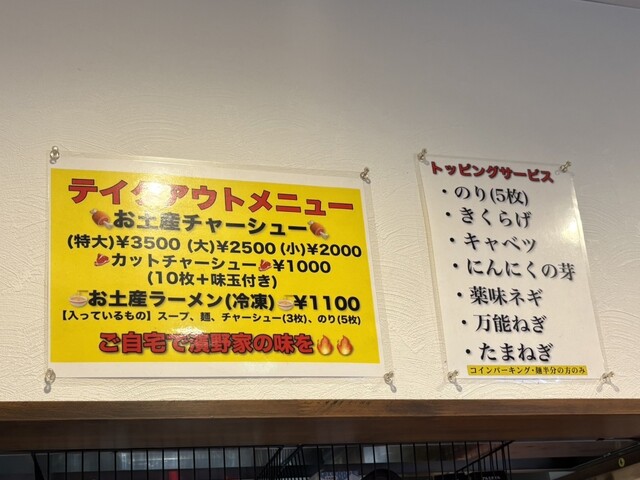 テイクアウトメニュー
お土産チャーシュー
(特大)¥3500 (大)¥2500 (小)¥2000
カットチャーシュー ¥1000
(10枚+味玉付き)
お土産ラーメン(冷凍) ¥1100
【入っているもの】スープ、麺、チャーシュー(3枚)、のり(5枚)
ご自宅で濱野家の味を
トッピングサービス
・のり(5枚)
・きくらげ
・キャベツ
・にんにくの芽
・薬味ネギ
・万能ねぎ
・たまねぎ
コインパーキング・麺半分の方のみ